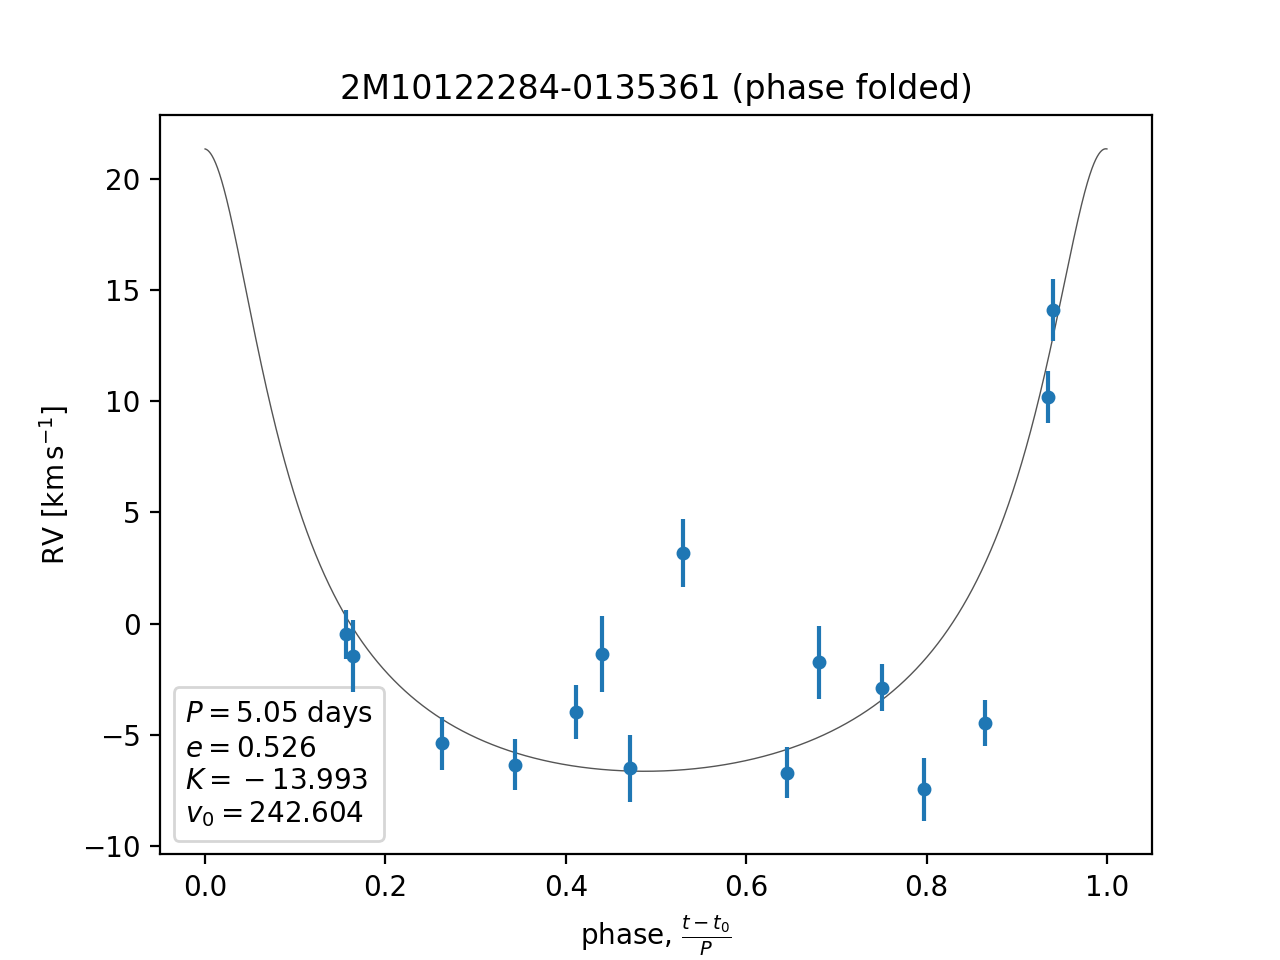 2M10122284-0135361 (phase folded)
20
15
10
5
0
−5
−10
RV [km s⁻¹]
P = 5.05 days
e = 0.526
K = −13.993
v₀ = 242.604
0.0 0.2 0.4 0.6 0.8 1.0
phase, (t − t₀)/P